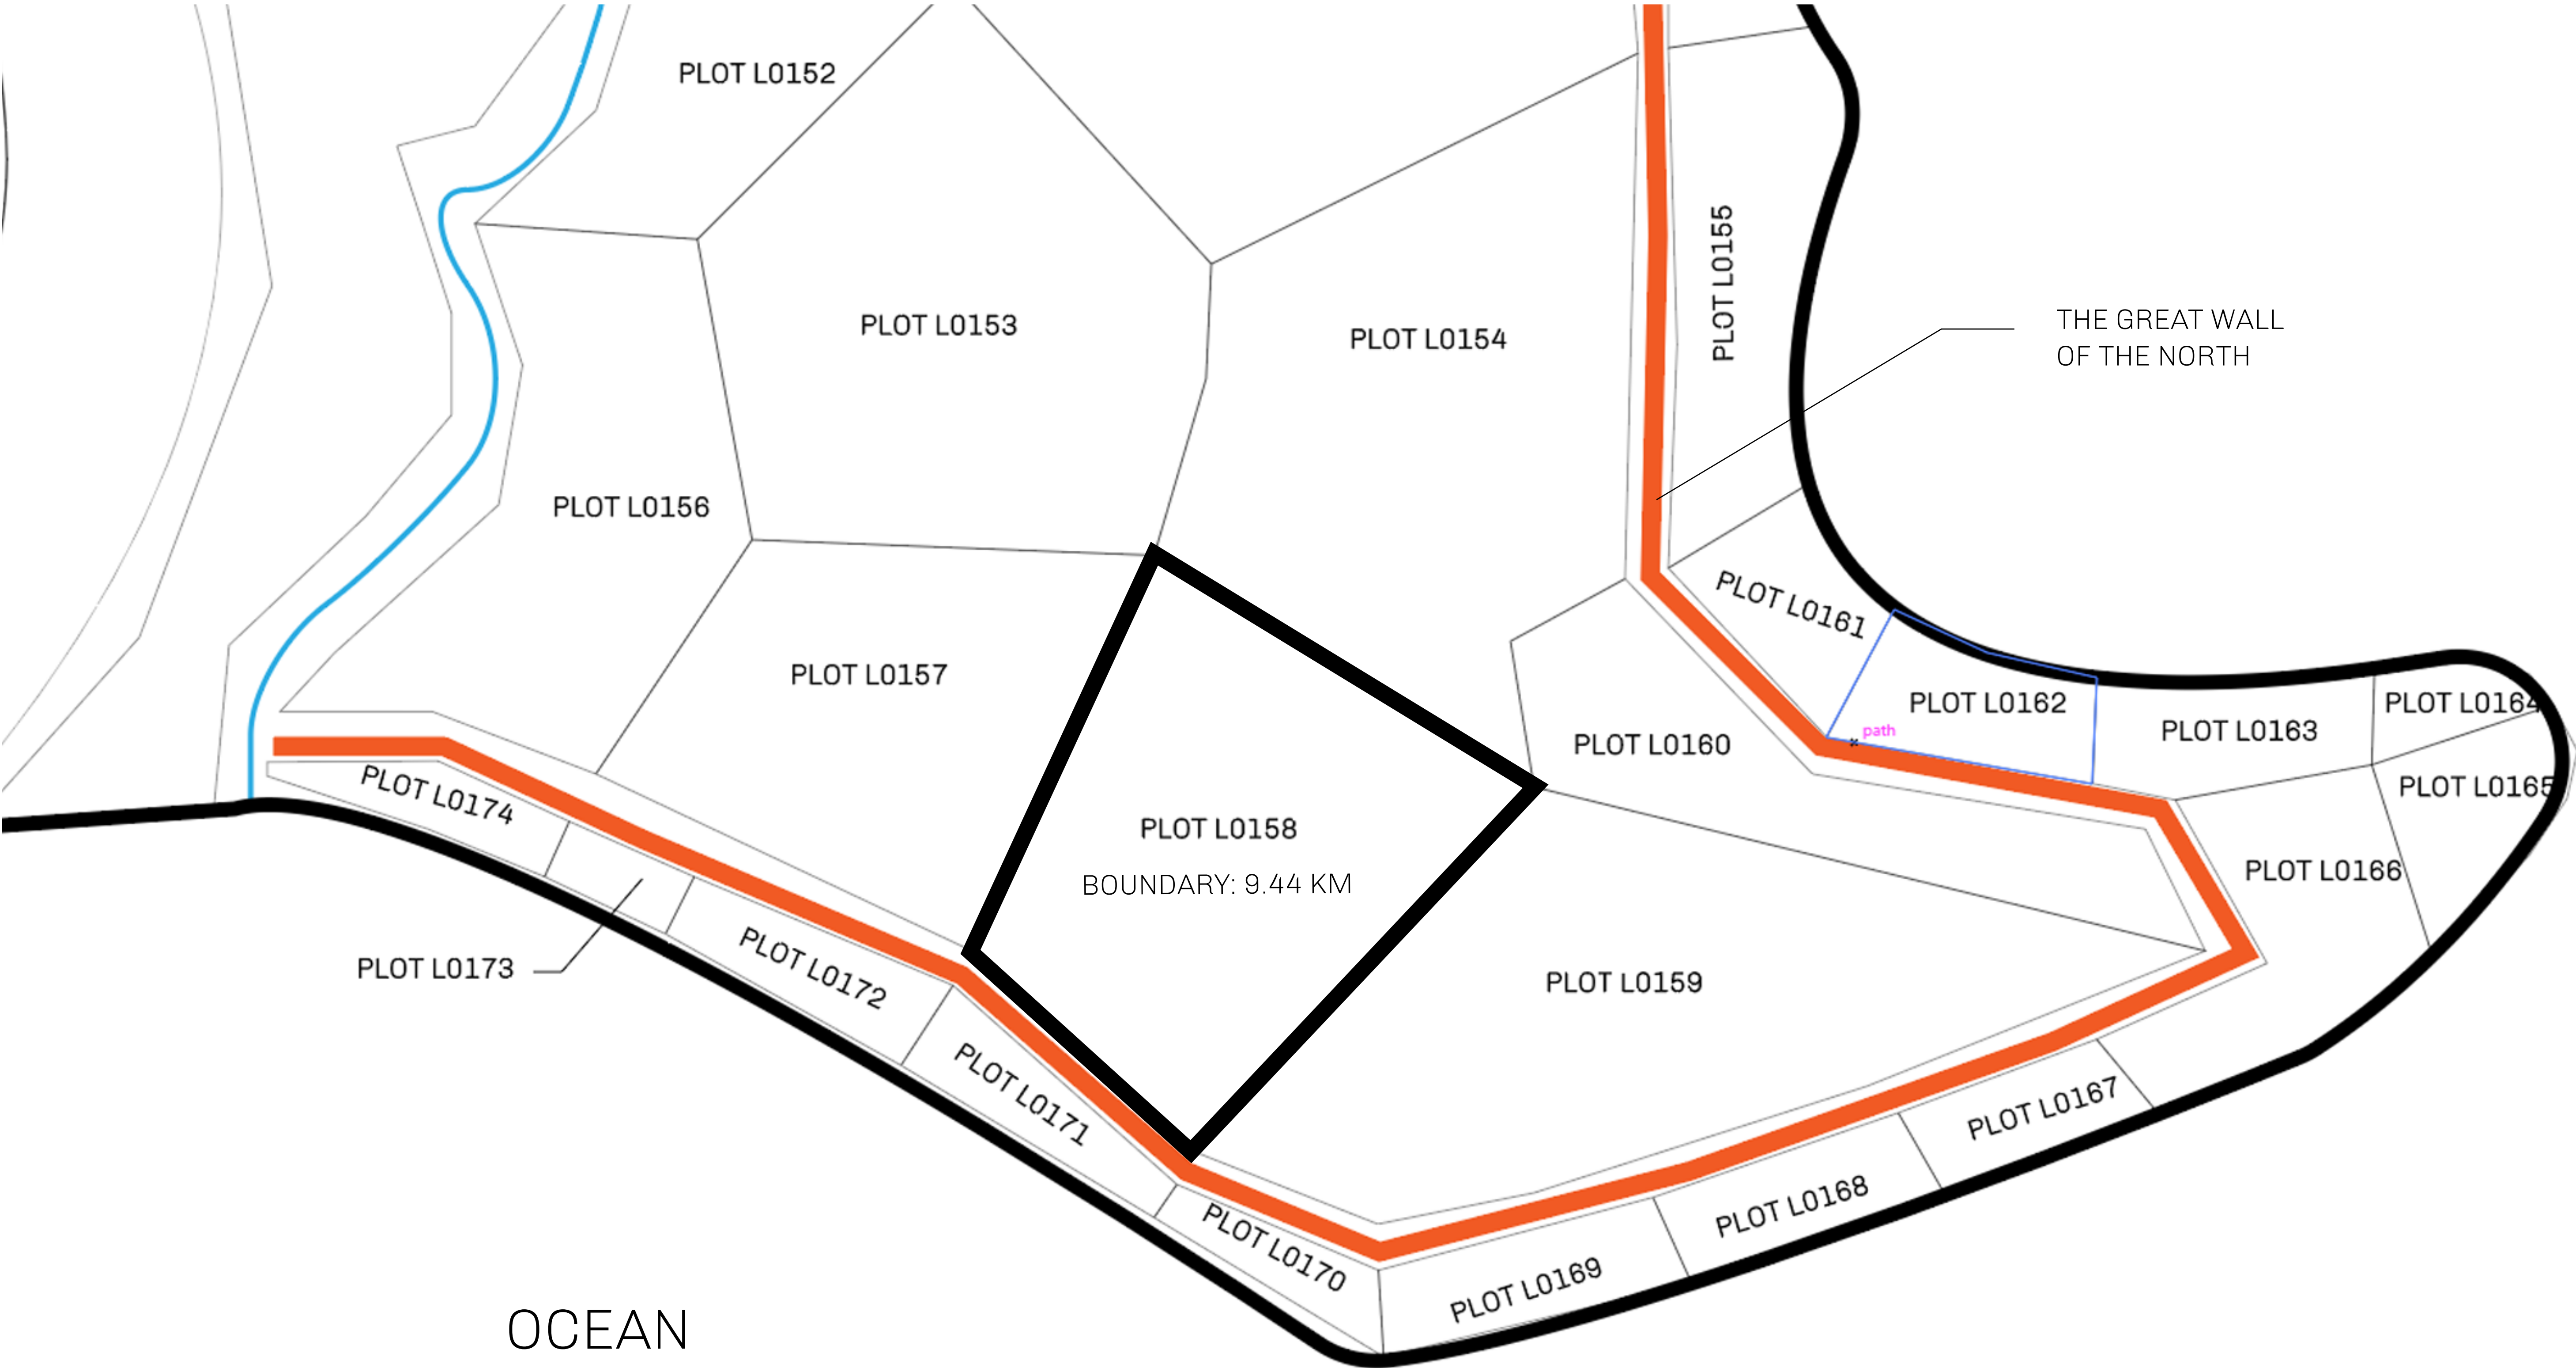 PLOT L0152
PLOT L0155
THE GREAT WALL
OF THE NORTH
PLOT L0153
PLOT L0154
PLOT L0156
PLOT L0161
PLOT L0157
PLOT L0162
path
PLOT L0163
PLOT L0164
PLOT L0160
PLOT L0165
PLOT L0174
PLOT L0158
BOUNDARY: 9.44 KM
PLOT L0166
PLOT L0173
PLOT L0172
PLOT L0159
PLOT L0171
PLOT L0167
PLOT L0168
PLOT L0170
PLOT L0169
OCEAN